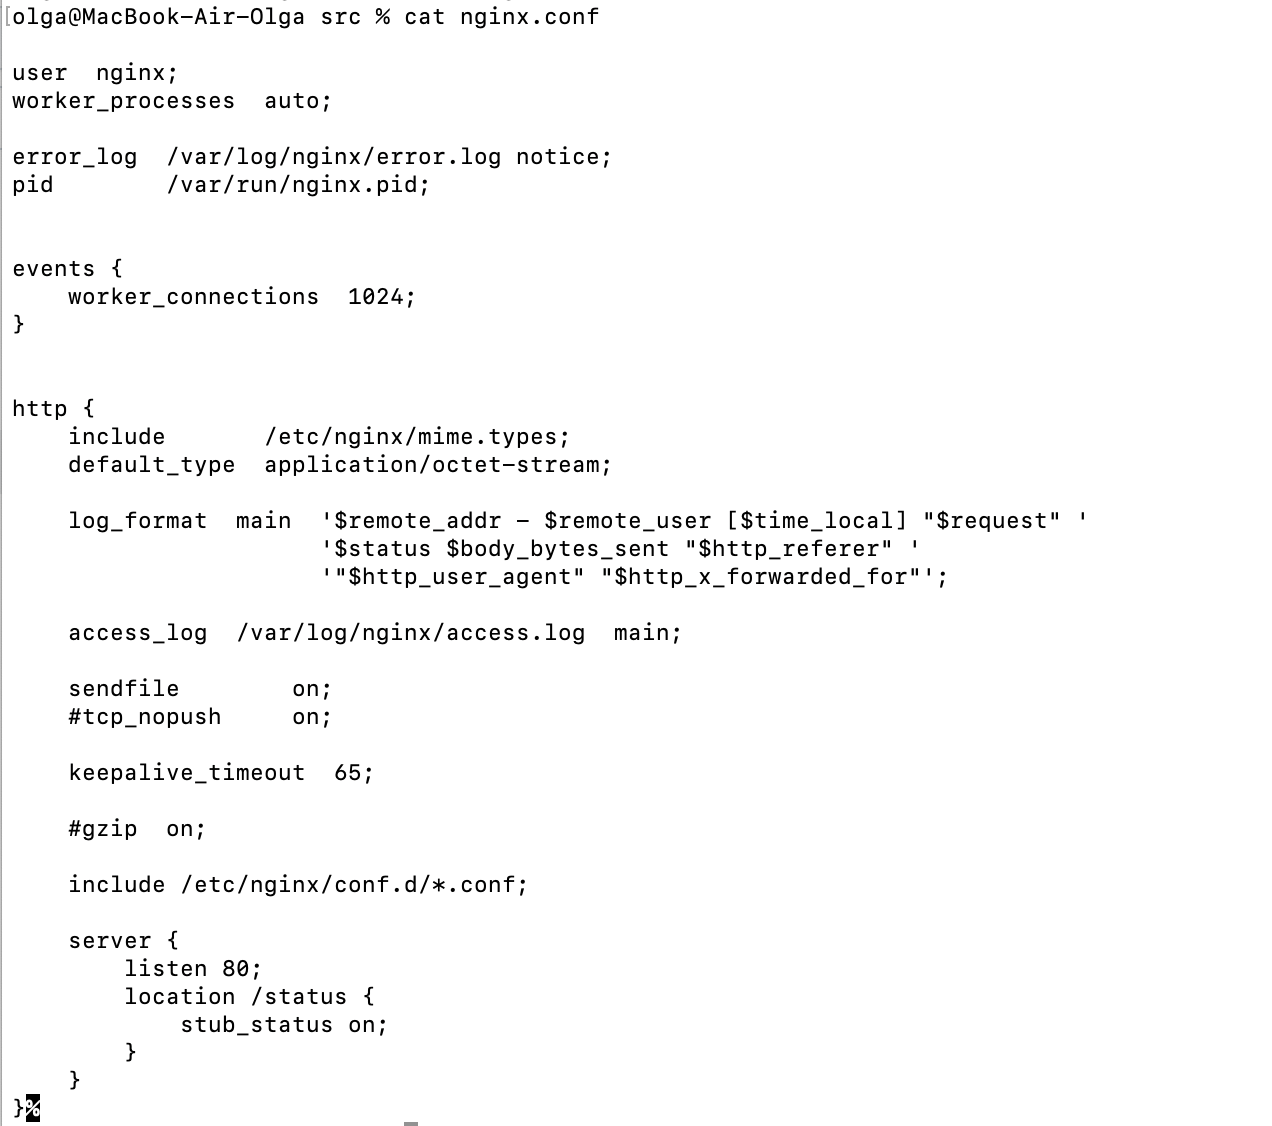 [olga@MacBook-Air-Olga src % cat nginx.conf

user  nginx;
worker_processes  auto;

error_log  /var/log/nginx/error.log notice;
pid        /var/run/nginx.pid;


events {
    worker_connections  1024;
}


http {
    include       /etc/nginx/mime.types;
    default_type  application/octet-stream;

    log_format  main  '$remote_addr - $remote_user [$time_local] "$request" '
                      '$status $body_bytes_sent "$http_referer" '
                      '"$http_user_agent" "$http_x_forwarded_for"';

    access_log  /var/log/nginx/access.log  main;

    sendfile        on;
    #tcp_nopush     on;

    keepalive_timeout  65;

    #gzip  on;

    include /etc/nginx/conf.d/*.conf;

    server {
        listen 80;
        location /status {
            stub_status on;
        }
    }
}%